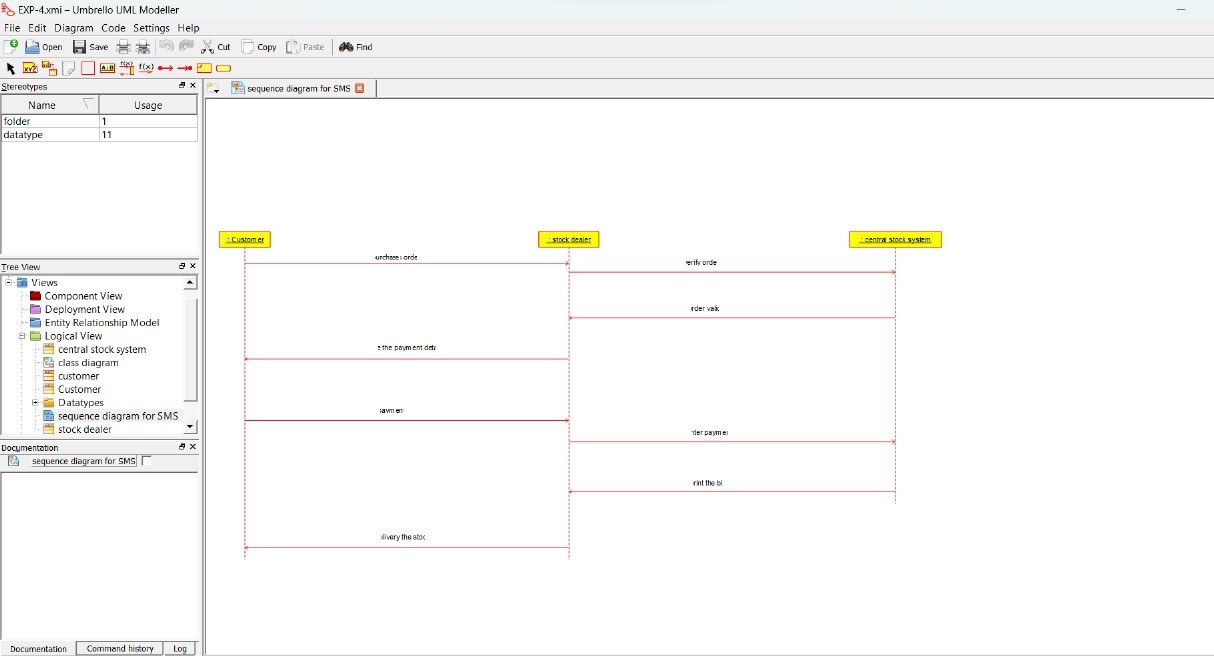 EXP-4.xmi – Umbrello UML Modeller
File Edit Diagram Code Settings Help
Open Save Cut Copy Paste Find
Stereotypes
sequence diagram for SMS
Name Usage
folder 1
datatype 11
: Customer : stock dealer : central stock system
urchase orde
erify orde
rder valid
e the payment deta
aymen
nter paymen
rint the bi
livery the stoc
Tree View
Views
Component View
Deployment View
Entity Relationship Model
Logical View
central stock system
class diagram
customer
Customer
Datatypes
sequence diagram for SMS
stock dealer
Documentation
sequence diagram for SMS
Documentation Command history Log